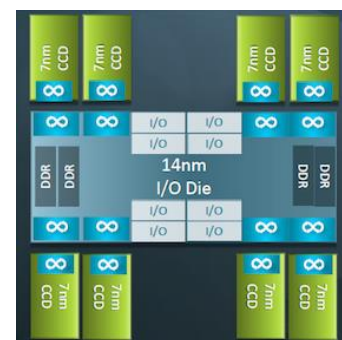 7nm CCD
7nm CCD
7nm CCD
7nm CCD
∞ ∞ ∞ ∞
∞ ∞ I/O I/O ∞ ∞
I/O I/O
DDR DDR 14nm DDR DDR
I/O Die
I/O I/O
∞ ∞ I/O I/O ∞ ∞
∞ ∞ ∞ ∞
7nm CCD
7nm CCD
7nm CCD
7nm CCD